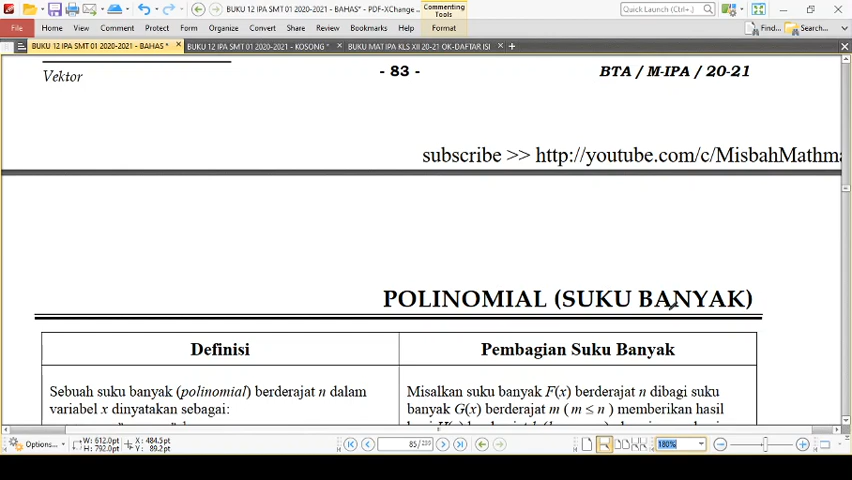 BUKU 12 IPA SMT 01 2020-2021 - BAHAS* - PDF-XChange
Commenting Tools
Quick Launch (Ctrl+.)
File Home View Comment Protect Form Organize Convert Share Review Bookmarks Help Format Find... Search...
BUKU 12 IPA SMT 01 2020-2021 - BAHAS * × BUKU 12 IPA SMT 01 2020-2021 - KOSONG * × BUKU MAT IPA KLS XII 20-21 OK-DAFTAR ISI ×
Vektor - 83 - BTA / M-IPA / 20-21
subscribe >> http://youtube.com/c/MisbahMathma
POLINOMIAL (SUKU BANYAK)
Definisi Pembagian Suku Banyak
Sebuah suku banyak (polinomial) berderajat n dalam
variabel x dinyatakan sebagai:
Misalkan suku banyak F(x) berderajat n dibagi suku
banyak G(x) berderajat m ( m ≤ n ) memberikan hasil
Options... W: 612.0pt H: 792.0pt X: 484.5pt Y: 89.2pt 85 180%